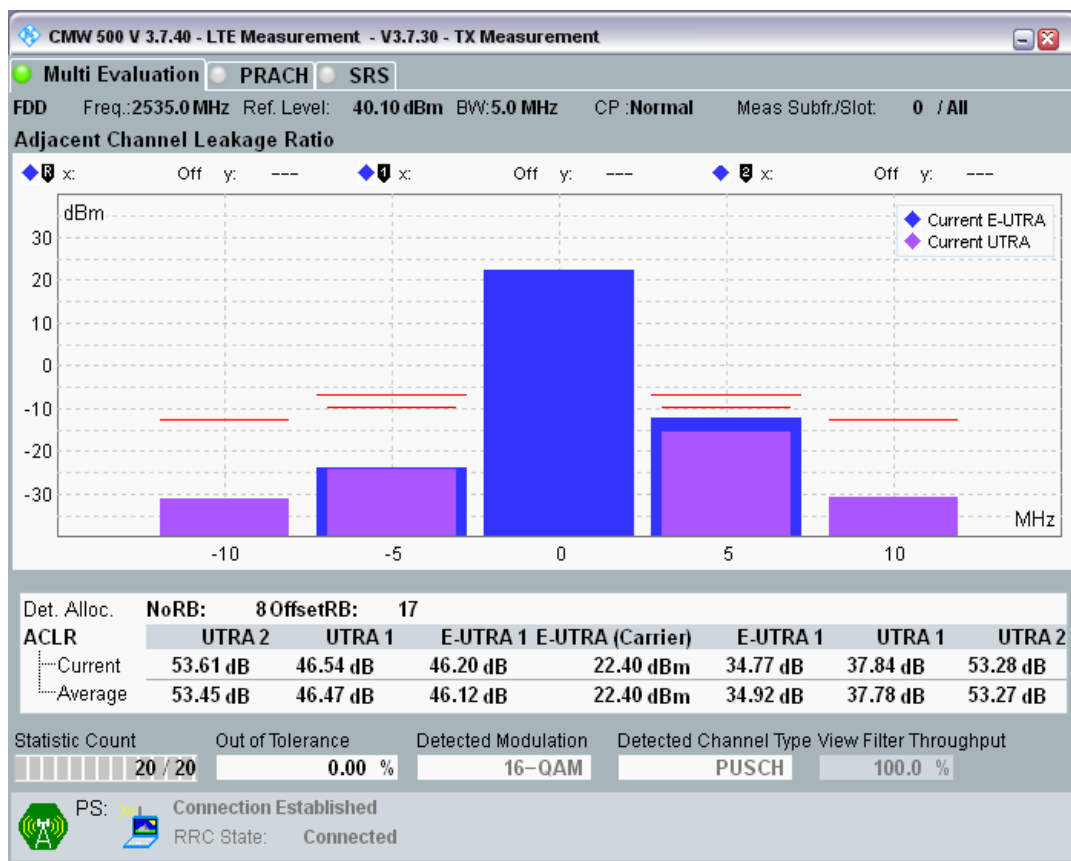 CMW 500 V 3.7.40 - LTE Measurement - V3.7.30 - TX Measurement
Multi Evaluation PRACH SRS
FDD Freq.:2535.0 MHz Ref. Level: 40.10 dBm BW:5.0 MHz CP :Normal Meas Subfr./Slot: 0 / All
Adjacent Channel Leakage Ratio
R x: Off y: --- 1 x: Off y: --- 2 x: Off y: ---
dBm
Current E-UTRA
Current UTRA
30
20
10
0
-10
-20
-30
MHz
-10 -5 0 5 10
Det. Alloc. NoRB: 8 OffsetRB: 17
ACLR UTRA 2 UTRA 1 E-UTRA 1 E-UTRA (Carrier) E-UTRA 1 UTRA 1 UTRA 2
Current 53.61 dB 46.54 dB 46.20 dB 22.40 dBm 34.77 dB 37.84 dB 53.28 dB
Average 53.45 dB 46.47 dB 46.12 dB 22.40 dBm 34.92 dB 37.78 dB 53.27 dB
Statistic Count Out of Tolerance Detected Modulation Detected Channel Type View Filter Throughput
20 / 20 0.00 % 16-QAM PUSCH 100.0 %
PS: Connection Established
RRC State: Connected